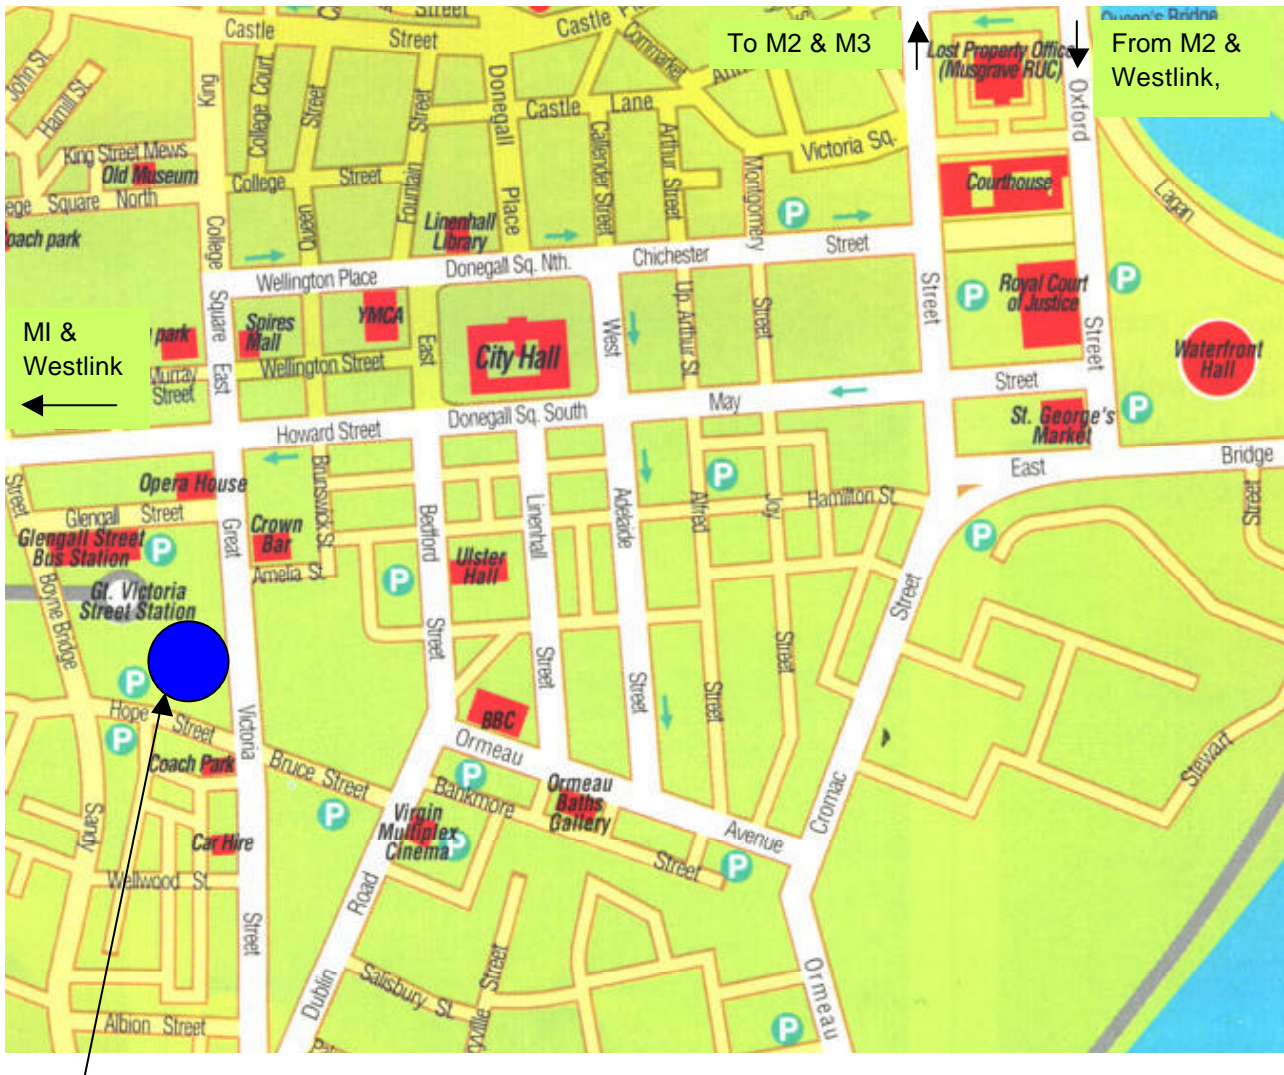 To M2 & M3
From M2 &
Westlink,
MI &
Westlink
Queen's Bridge
Lost Property Office
(Musgrave RUC)
Castle
Street
Street
Castle
Cornmarket
John St.
Hamill St.
King
College Court
Street
Street
Donegall
Castle
Lane
Victoria Sq.
Oxford
Lagan
King Street Mews
Old Museum
Square North
College
Street
Fountain
Queen
Place
Callender Street
Arthur Street
Montgomery
P
Courthouse
Linenhall
Library
coach park
College
Wellington Place
Donegall Sq. Nth.
Chichester
Street
Street
P
Royal Court
of Justice
P
Square
Spires
Mall
YMCA
East
City Hall
West
Up. Arthur St.
Street
Street
Waterfront
Hall
park
Murray
Street
East
Wellington Street
Howard Street
Donegall Sq. South
May
Street
St. George's
Market
P
East
Bridge
Street
Opera House
Street
Glengall
Street
Glengall Street
Bus Station
P
Great
Crown
Bar
Brunswick St.
Amelia St.
Bedford
Ulster
Hall
Linenhall
Adelaide
Alfred
P
Joy
Hamilton St.
P
Gt. Victoria
Street Station
Boyne Bridge
P
Street
Street
Street
Street
Street
Street
P
Hope
Street
P
Victoria
BBC
Ormeau
Coach Park
Bruce Street
P
Bankmore
Ormeau
Baths
Gallery
Cromac
Stewart
Sandy
P
Virgin
Multiplex
Cinema
P
Avenue
Car Hire
Street
P
Wellwood St.
Road
Street
Dublin
Salisbury St.
Street
Ormeau
Albion Street
P